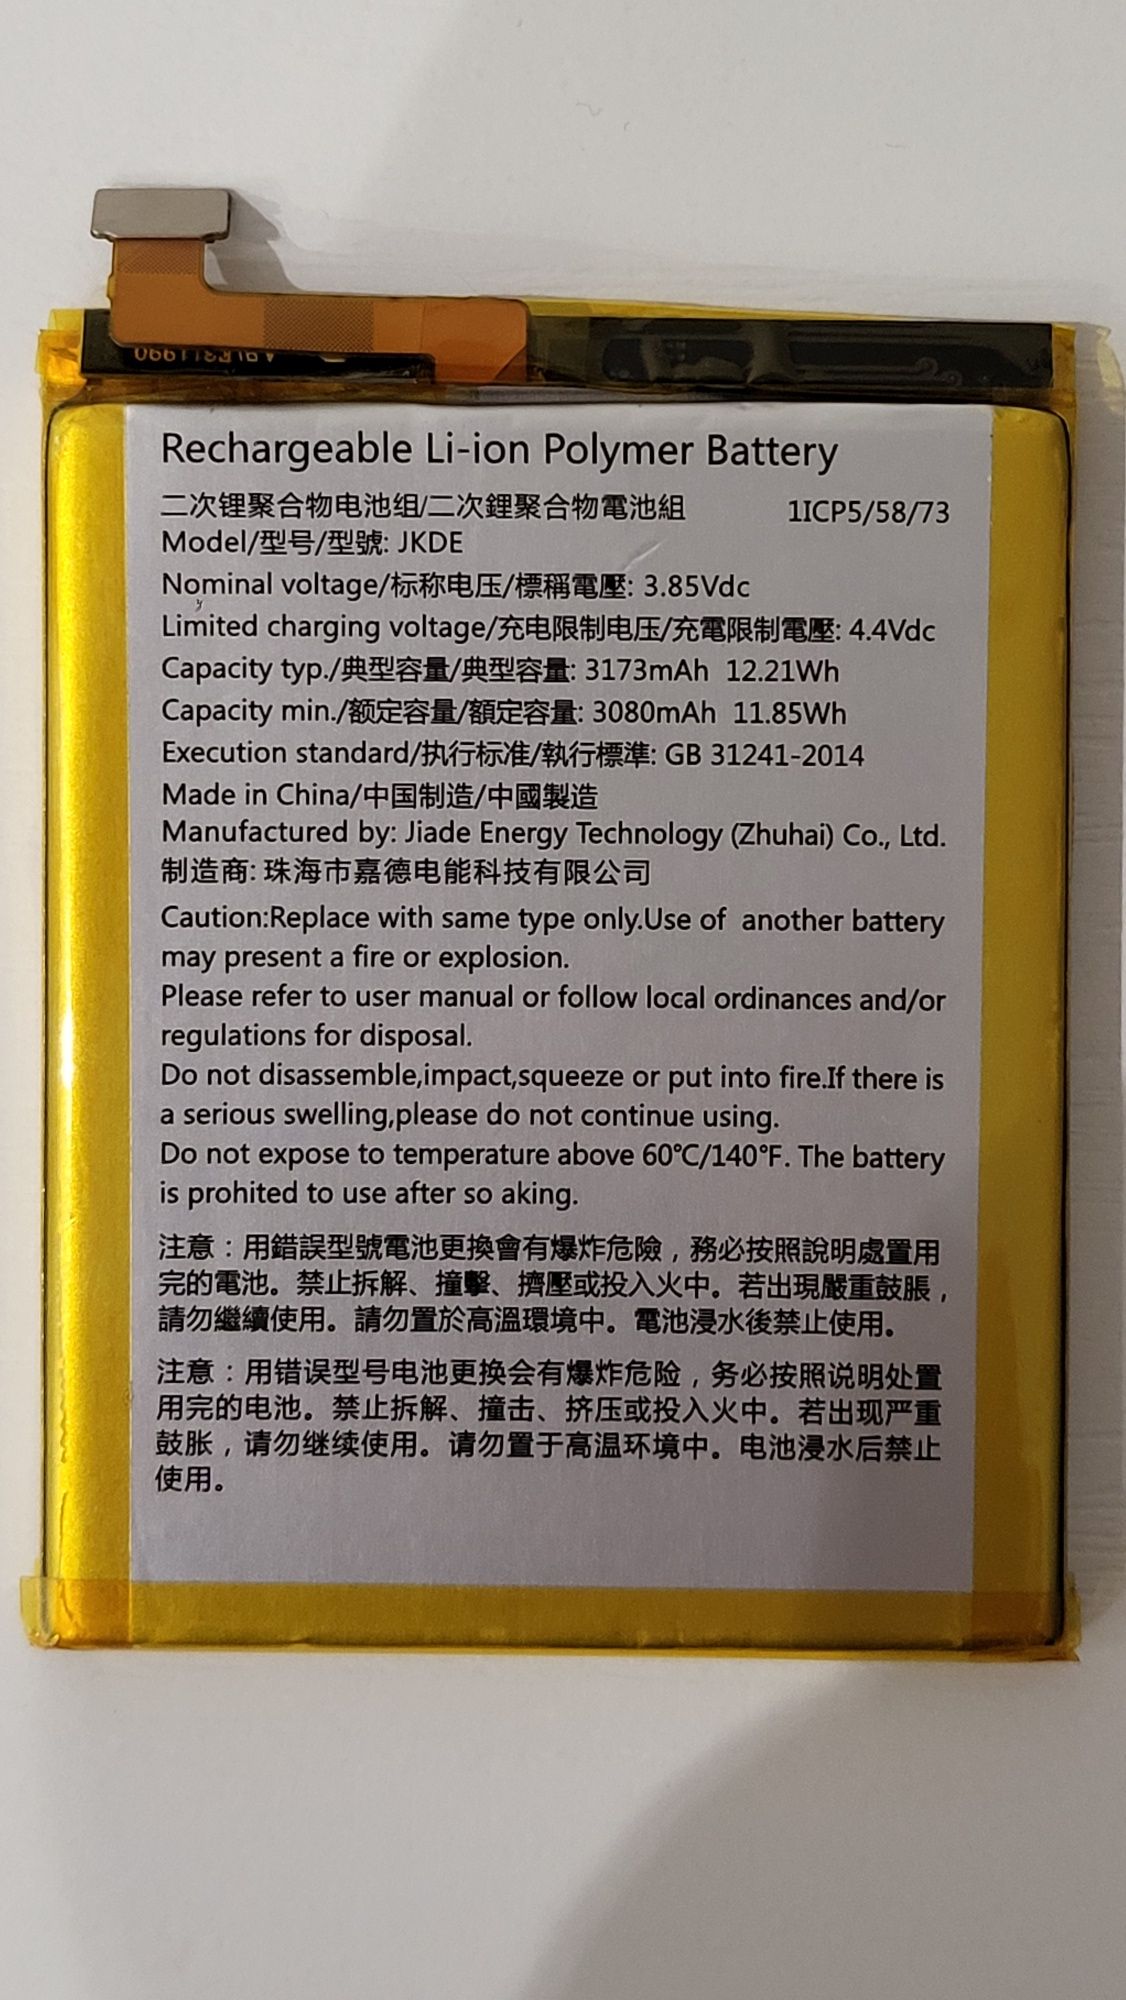 Rechargeable Li-ion Polymer Battery
二次锂聚合物电池组/二次鋰聚合物電池組 1ICP5/58/73
Model/型号/型號: JKDE
Nominal voltage/标称电压/標稱電壓: 3.85Vdc
Limited charging voltage/充电限制电压/充電限制電壓: 4.4Vdc
Capacity typ./典型容量/典型容量: 3173mAh 12.21Wh
Capacity min./额定容量/額定容量: 3080mAh 11.85Wh
Execution standard/执行标准/執行標準: GB 31241-2014
Made in China/中国制造/中國製造
Manufactured by: Jiade Energy Technology (Zhuhai) Co., Ltd.
制造商: 珠海市嘉德电能科技有限公司
Caution:Replace with same type only.Use of another battery
may present a fire or explosion.
Please refer to user manual or follow local ordinances and/or
regulations for disposal.
Do not disassemble,impact,squeeze or put into fire.If there is
a serious swelling,please do not continue using.
Do not expose to temperature above 60℃/140°F. The battery
is prohited to use after so aking.
注意：用錯誤型號電池更換會有爆炸危險，務必按照說明處置用
完的電池。禁止拆解、撞擊、擠壓或投入火中。若出現嚴重鼓脹，
請勿繼續使用。請勿置於高溫環境中。電池浸水後禁止使用。
注意：用错误型号电池更换会有爆炸危险，务必按照说明处置
用完的电池。禁止拆解、撞击、挤压或投入火中。若出现严重
鼓胀，请勿继续使用。请勿置于高温环境中。电池浸水后禁止
使用。